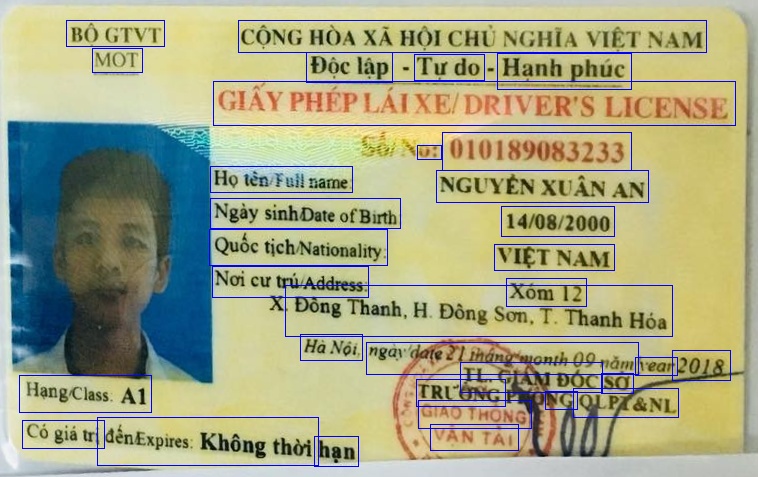 BỘ GTVT
MOT
CỘNG HÒA XÃ HỘI CHỦ NGHĨA VIỆT NAM
Độc lập - Tự do - Hạnh phúc
GIẤY PHÉP LÁI XE/ DRIVER'S LICENSE
Số/No: 010189083233
Họ tên/Full name: NGUYỄN XUÂN AN
Ngày sinh/Date of Birth: 14/08/2000
Quốc tịch/Nationality: VIỆT NAM
Nơi cư trú/Address: Xóm 12
X. Đông Thanh, H. Đông Sơn, T. Thanh Hóa
Hà Nội, ngày/date 21 tháng/month 09 năm/year 2018
TL. GIÁM ĐỐC SỞ
TRƯỞNG PHÒNG QLPT&NL
GIAO THÔNG
VẬN TẢI
Hạng/Class: A1
Có giá trị đến/Expires: Không thời hạn